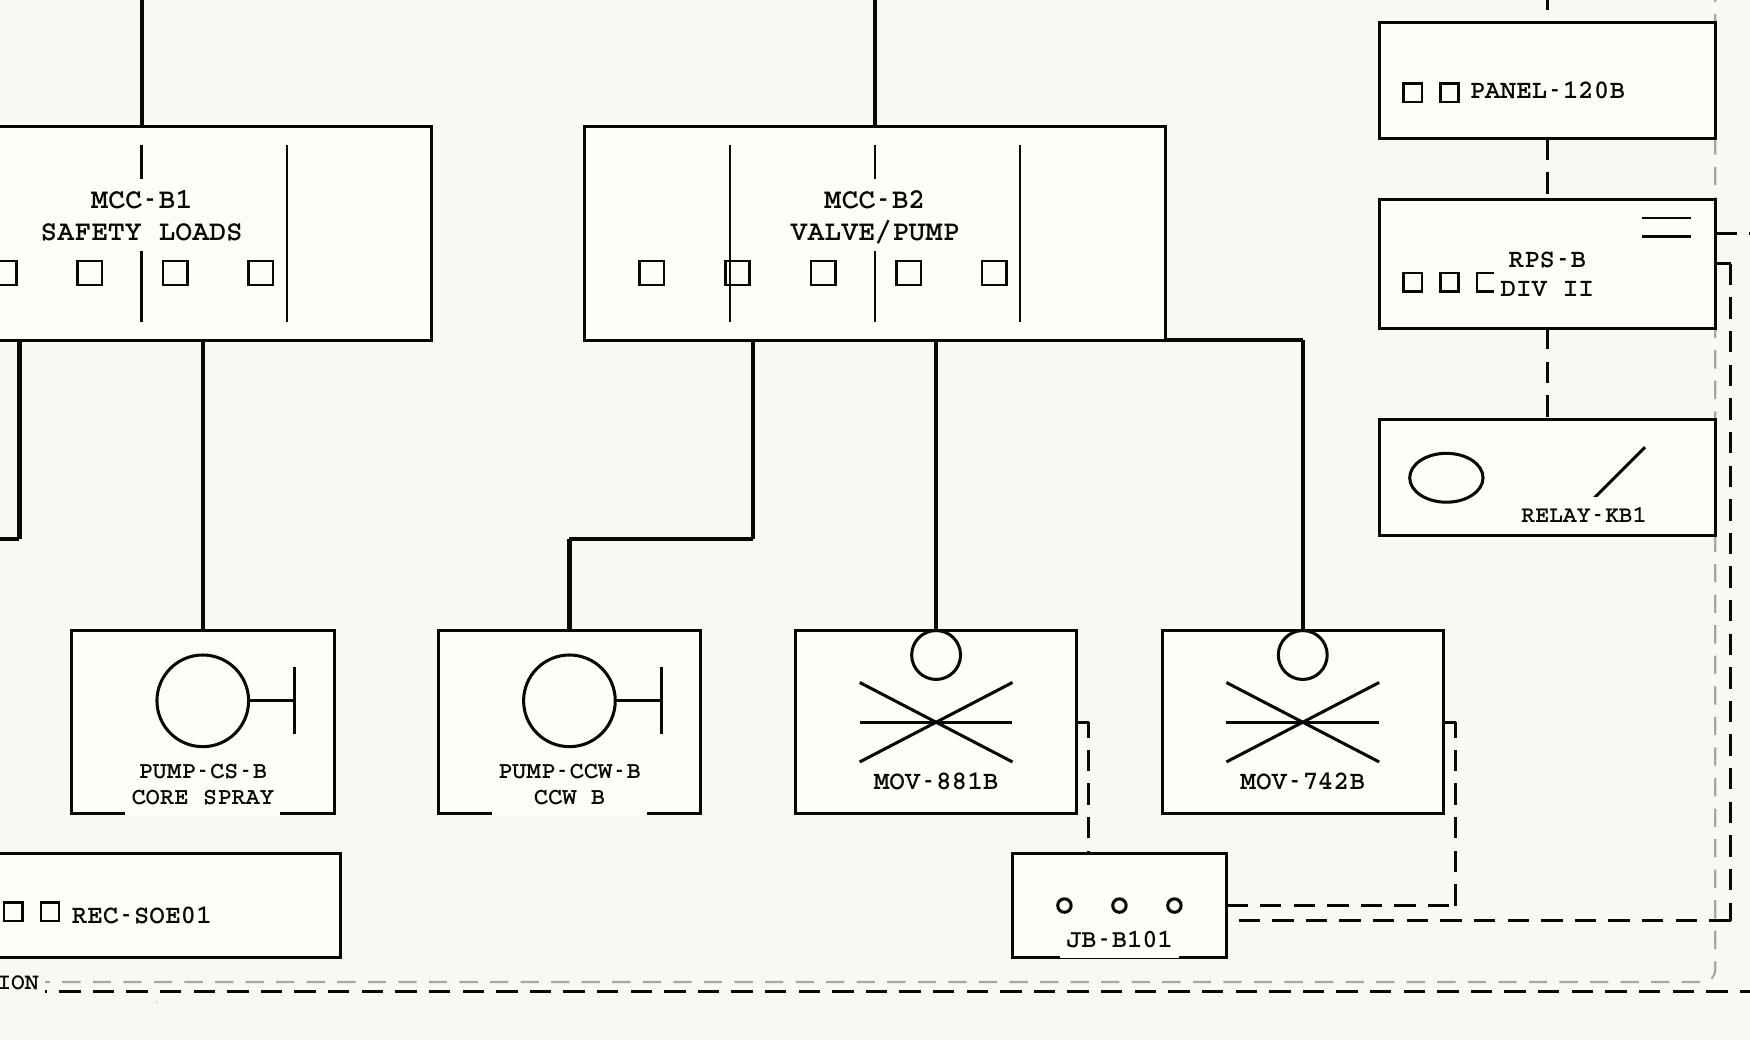 PANEL-120B
MCC-B1
SAFETY LOADS
MCC-B2
VALVE/PUMP
RPS-B
DIV II
RELAY-KB1
PUMP-CS-B
CORE SPRAY
PUMP-CCW-B
CCW B
MOV-881B
MOV-742B
REC-SOE01
JB-B101
ION